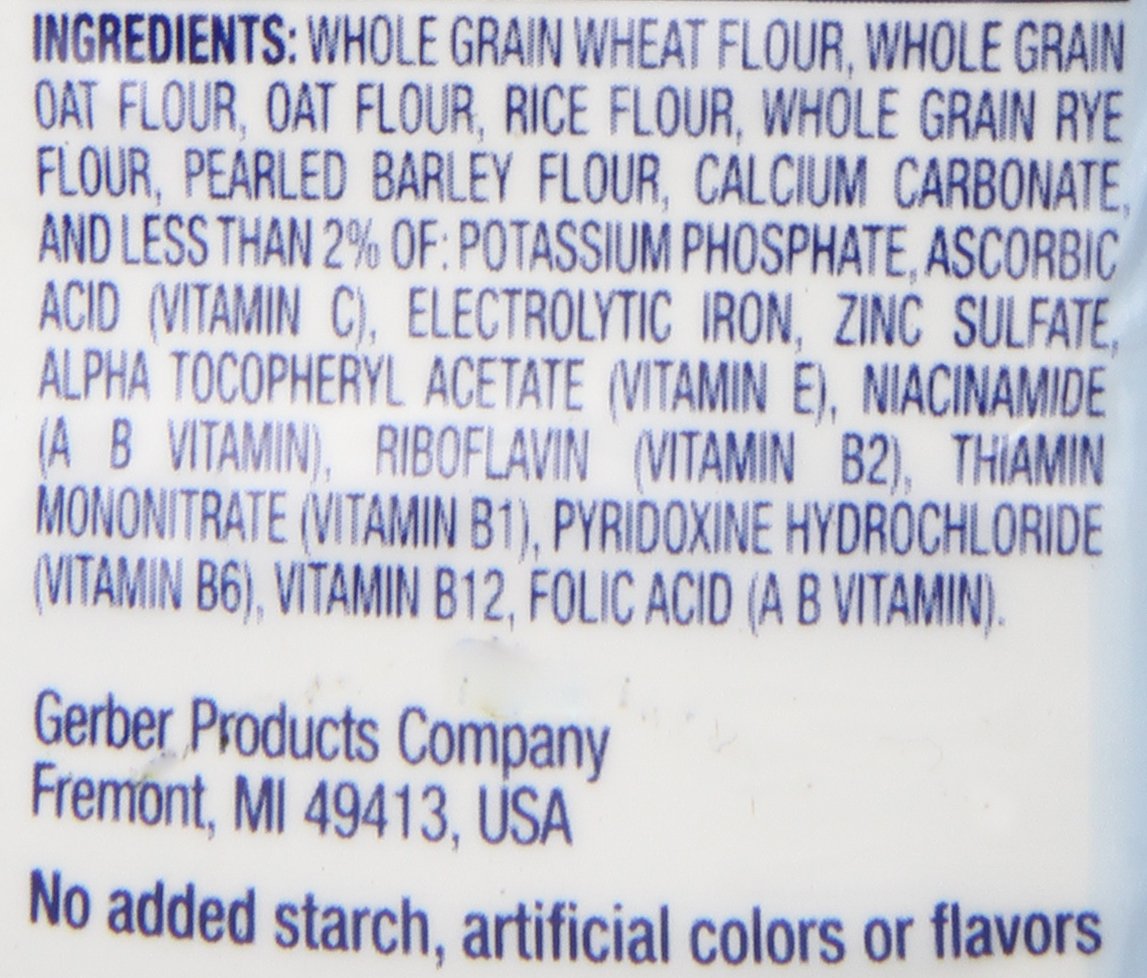 INGREDIENTS: WHOLE GRAIN WHEAT FLOUR, WHOLE GRAIN
OAT FLOUR, OAT FLOUR, RICE FLOUR, WHOLE GRAIN RYE
FLOUR, PEARLED BARLEY FLOUR, CALCIUM CARBONATE,
AND LESS THAN 2% OF: POTASSIUM PHOSPHATE, ASCORBIC
ACID (VITAMIN C), ELECTROLYTIC IRON, ZINC SULFATE,
ALPHA TOCOPHERYL ACETATE (VITAMIN E), NIACINAMIDE
(A B VITAMIN), RIBOFLAVIN (VITAMIN B2), THIAMIN
MONONITRATE (VITAMIN B1), PYRIDOXINE HYDROCHLORIDE
(VITAMIN B6), VITAMIN B12, FOLIC ACID (A B VITAMIN).
Gerber Products Company
Fremont, MI 49413, USA
No added starch, artificial colors or flavors